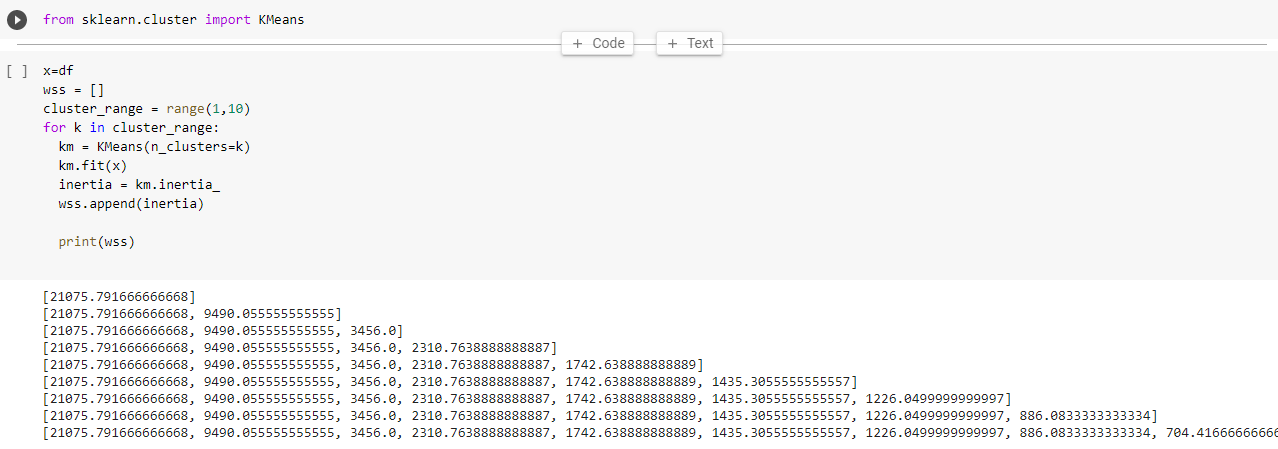 from sklearn.cluster import KMeans
+ Code + Text
[ ] x=df
wss = []
cluster_range = range(1,10)
for k in cluster_range:
  km = KMeans(n_clusters=k)
  km.fit(x)
  inertia = km.inertia_
  wss.append(inertia)
  print(wss)
[21075.791666666668]
[21075.791666666668, 9490.055555555555]
[21075.791666666668, 9490.055555555555, 3456.0]
[21075.791666666668, 9490.055555555555, 3456.0, 2310.7638888888887]
[21075.791666666668, 9490.055555555555, 3456.0, 2310.7638888888887, 1742.638888888889]
[21075.791666666668, 9490.055555555555, 3456.0, 2310.7638888888887, 1742.638888888889, 1435.3055555555557]
[21075.791666666668, 9490.055555555555, 3456.0, 2310.7638888888887, 1742.638888888889, 1435.3055555555557, 1226.0499999999997]
[21075.791666666668, 9490.055555555555, 3456.0, 2310.7638888888887, 1742.638888888889, 1435.3055555555557, 1226.0499999999997, 886.0833333333334]
[21075.791666666668, 9490.055555555555, 3456.0, 2310.7638888888887, 1742.638888888889, 1435.3055555555557, 1226.0499999999997, 886.0833333333334, 704.41666666666